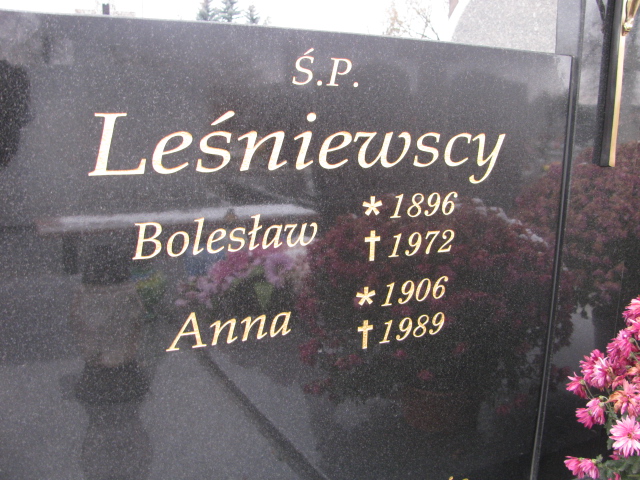 Ś.P.
Leśniewscy
Bolesław * 1896
† 1972
Anna * 1906
† 1989